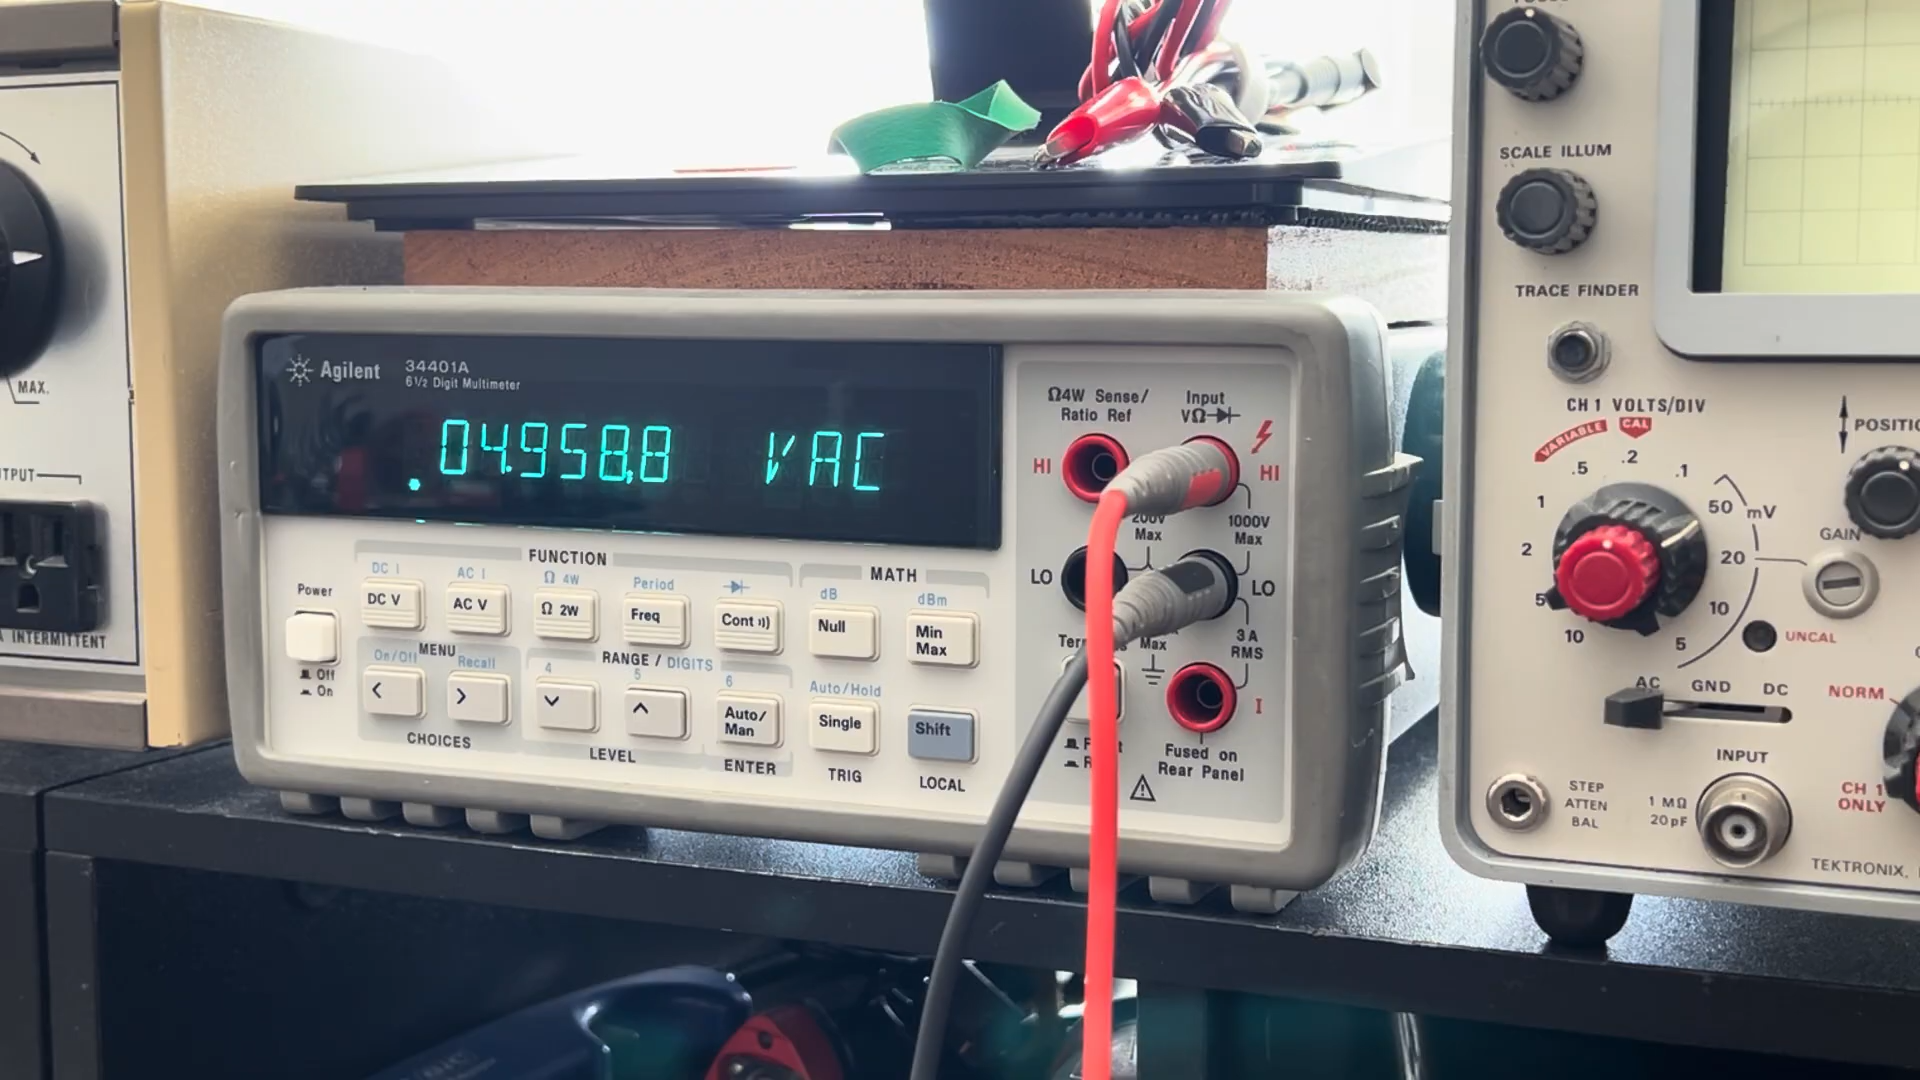 MAX.
INTERMITTENT
Agilent
34401A
6½ Digit Multimeter
04.958,8 VAC
Power
Off
On
FUNCTION
DC I
AC I
Ω 4W
Period
DC V
AC V
Ω 2W
Freq
Cont
MATH
dB
dBm
Null
Min
Max
MENU
On/Off
Recall
RANGE / DIGITS
4
5
6
<
>
Auto/
Man
CHOICES
LEVEL
ENTER
Auto/Hold
Single
TRIG
Shift
LOCAL
Ω4W Sense/
Ratio Ref
Input
VΩ
HI
HI
200V
Max
1000V
Max
LO
LO
Max
3A
RMS
I
Fused on
Rear Panel
SCALE ILLUM
TRACE FINDER
CH 1 VOLTS/DIV
VARIABLE
CAL
.5
.2
.1
1
50
mV
2
20
5
10
10
5
GAIN
UNCAL
AC
GND
DC
NORM
INPUT
STEP
ATTEN
BAL
1 MΩ
20pF
CH 1
ONLY
TEKTRONIX,